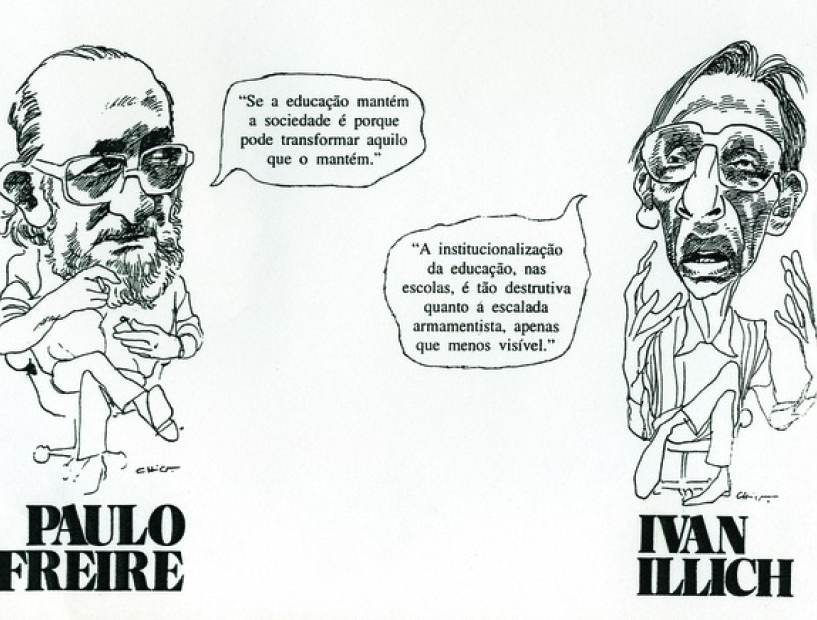 “Se a educação mantém
a sociedade é porque
pode transformar aquilo
que o mantém.”
“A institucionalização
da educação, nas
escolas, é tão destrutiva
quanto á escalada
armamentista, apenas
que menos visível.”
PAULO
FREIRE
IVAN
ILLICH